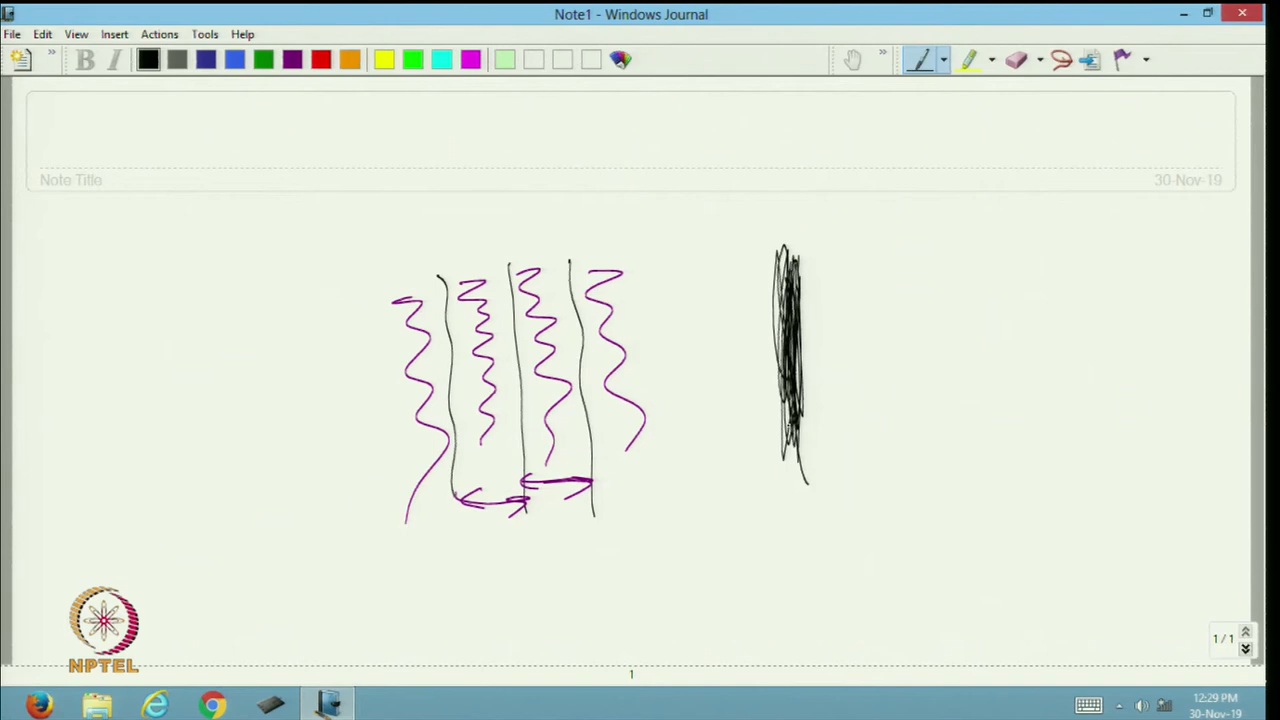 Note1 - Windows Journal
File Edit View Insert Actions Tools Help
B I
Note Title
30-Nov-19
NPTEL
1 / 1
1
12:29 PM
30-Nov-19